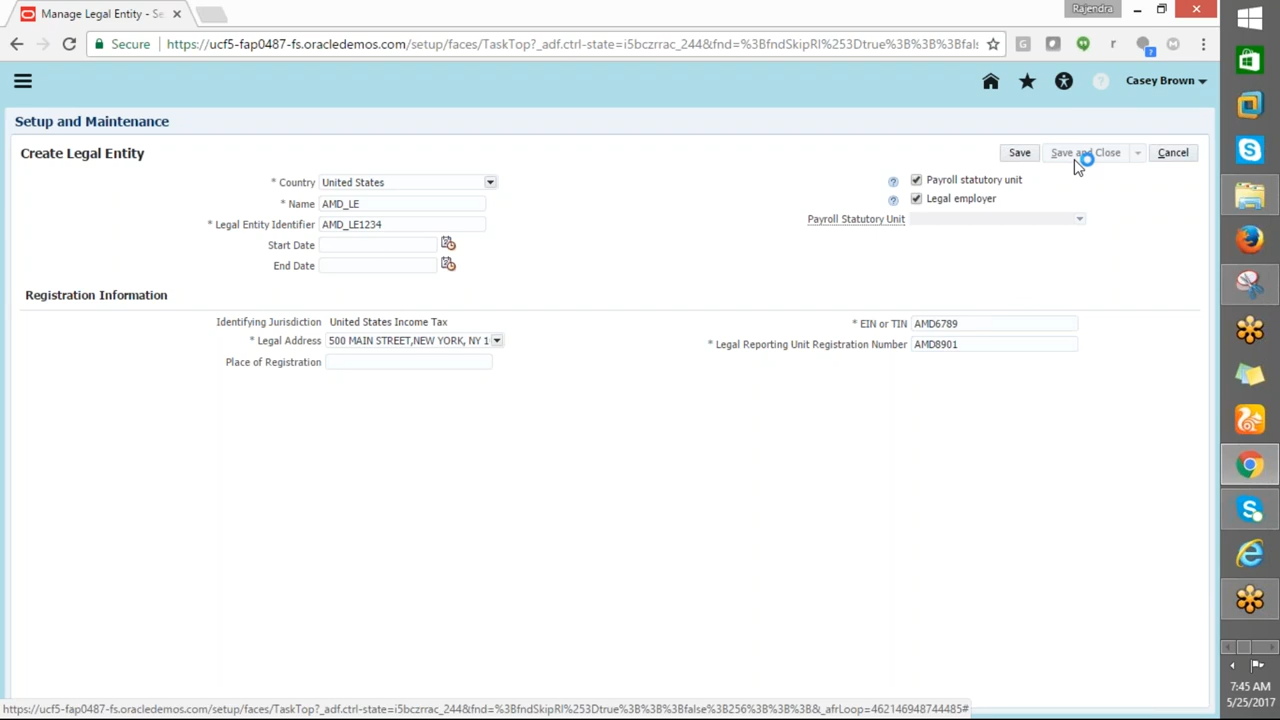 Manage Legal Entity - Se
Rajendra
Secure
https://ucf5-fap0487-fs.oracledemos.com/setup/faces/TaskTop?_adf.ctrl-state=i5bczrrac_244&fnd=%3BfndSkipRI%253Dtrue%3B%3B%3Bfals
Casey Brown
Setup and Maintenance
Create Legal Entity
Save
Save and Close
Cancel
* Country United States
* Name AMD_LE
* Legal Entity Identifier AMD_LE1234
Start Date
End Date
Payroll statutory unit
Legal employer
Payroll Statutory Unit
Registration Information
Identifying Jurisdiction United States Income Tax
* Legal Address 500 MAIN STREET,NEW YORK, NY 1
Place of Registration
* EIN or TIN AMD6789
* Legal Reporting Unit Registration Number AMD8901
https://ucf5-fap0487-fs.oracledemos.com/setup/faces/TaskTop?_adf.ctrl-state=i5bczrrac_244&fnd=%3BfndSkipRI%253Dtrue%3B%3B%3Bfalse%3B256%3B%3B%3B&_afrLoop=462146948744485#
7:45 AM
5/25/2017